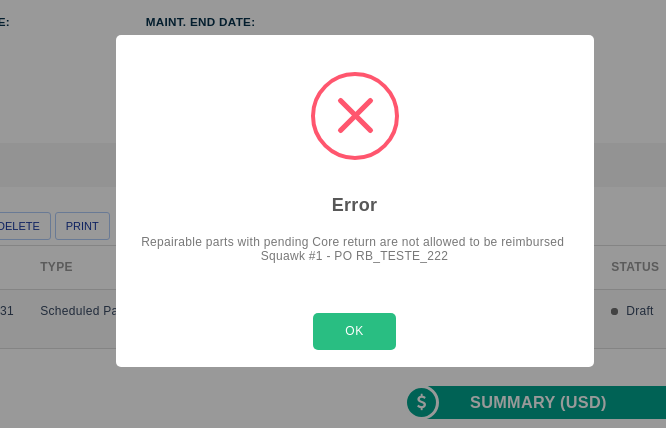 E:
MAINT. END DATE:
Error
Repairable parts with pending Core return are not allowed to be reimbursed
Squawk #1 - PO RB_TESTE_222
OK
DELETE
PRINT
TYPE
STATUS
31
Scheduled Pa
Draft
$
SUMMARY (USD)